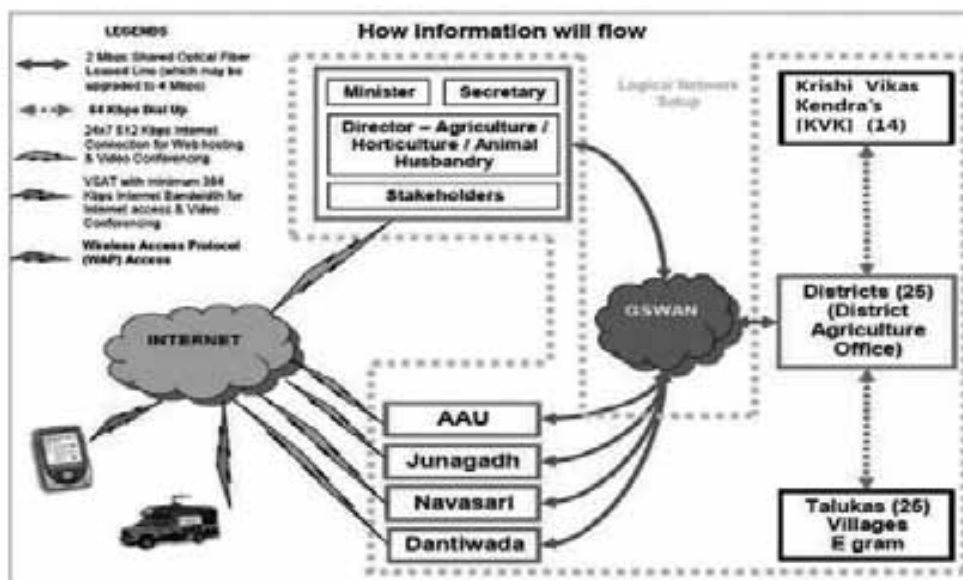 How information will flow
LEGENDS
2 Mbps Shared Optical Fiber
Leased Line (which may be
upgraded to 4 Mbps)
64 Kbps Dial Up
24x7 512 Kbps Internet
Connection for Web hosting
& Video Conferencing
VSAT with minimum 384
Kbps Internet Bandwidth for
Internet access & Video
Conferencing
Wireless Access Protocol
(WAP) Access
Minister
Secretary
Director – Agriculture /
Horticulture / Animal
Husbandry
Stakeholders
Logical Network
Setup
Krishi Vikas
Kendra's
[KVK] (14)
GSWAN
Districts (25)
(District
Agriculture
Office)
INTERNET
AAU
Junagadh
Navasari
Dantiwada
Talukas (25)
Villages
E gram